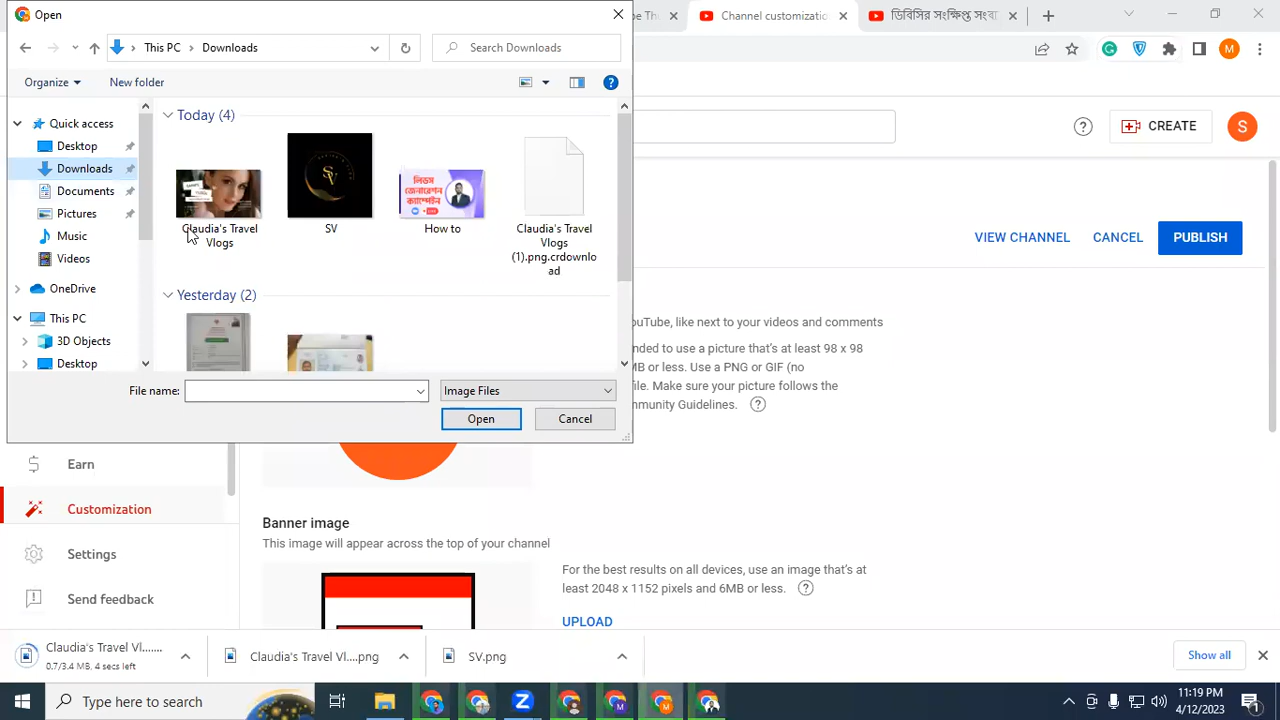 Open
This PC
Downloads
Search Downloads
Organize
New folder
Today (4)
Quick access
Desktop
Downloads
Documents
Pictures
Music
Videos
OneDrive
This PC
3D Objects
Desktop
SV
লিডস
জেনারেশন
ক্যাম্পেইন
Claudia's Travel
Vlogs
SV
How to
Claudia's Travel
Vlogs
(1).png.crdownlo
ad
Yesterday (2)
File name:
Image Files
Open
Cancel
Channel customizatio
ডিবিসির সংক্ষিপ্ত সংবা
M
CREATE
S
VIEW CHANNEL
CANCEL
PUBLISH
ouTube, like next to your videos and comments
nded to use a picture that's at least 98 x 98
MB or less. Use a PNG or GIF (no
file. Make sure your picture follows the
mmunity Guidelines.
Earn
Customization
Settings
Send feedback
Banner image
This image will appear across the top of your channel
For the best results on all devices, use an image that's at
least 2048 x 1152 pixels and 6MB or less.
UPLOAD
Claudia's Travel Vl.......
0.7/3.4 MB, 4 secs left
Claudia's Travel Vl....png
SV.png
Show all
Type here to search
11:19 PM
4/12/2023